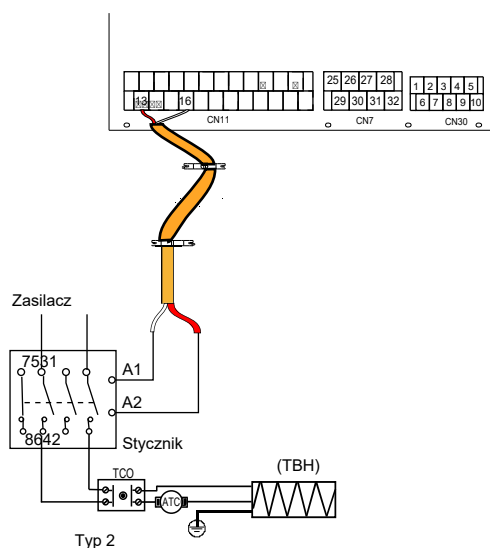 25 26 27 28
1 2 3 4 5
13 16
29 30 31 32
6 7 8 9 10
CN11 CN7 CN30
Zasilacz
7531
A1
A2
8642
Stycznik
TCO
(TBH)
ATC
Typ 2